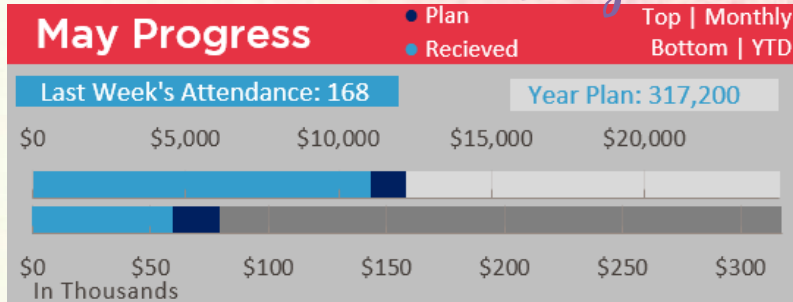 May Progress
Plan
Recieved
Top | Monthly
Bottom | YTD
Last Week's Attendance: 168
Year Plan: 317,200
$0 $5,000 $10,000 $15,000 $20,000
$0 $50 $100 $150 $200 $250 $300
In Thousands